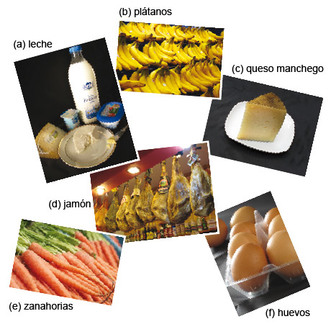 (b) plátanos
(a) leche
(c) queso manchego
(d) jamón
(e) zanahorias
(f) huevos